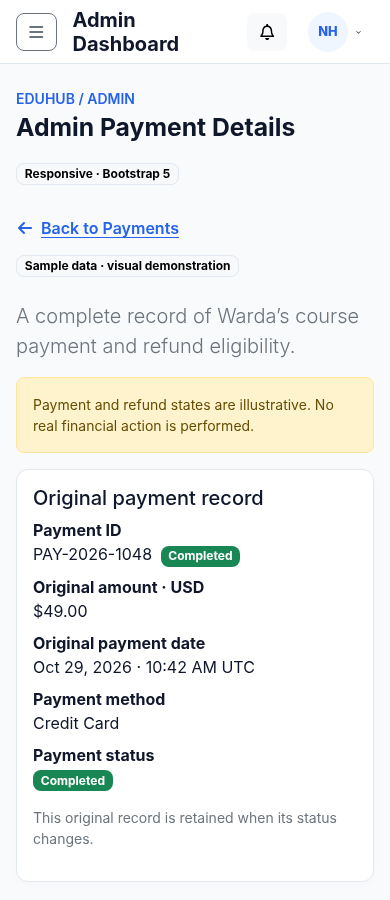 Admin
Dashboard
NH
EDUHUB / ADMIN
Admin Payment Details
Responsive · Bootstrap 5
Back to Payments
Sample data · visual demonstration
A complete record of Warda’s course
payment and refund eligibility.
Payment and refund states are illustrative. No
real financial action is performed.
Original payment record
Payment ID
PAY-2026-1048 Completed
Original amount · USD
$49.00
Original payment date
Oct 29, 2026 · 10:42 AM UTC
Payment method
Credit Card
Payment status
Completed
This original record is retained when its status
changes.